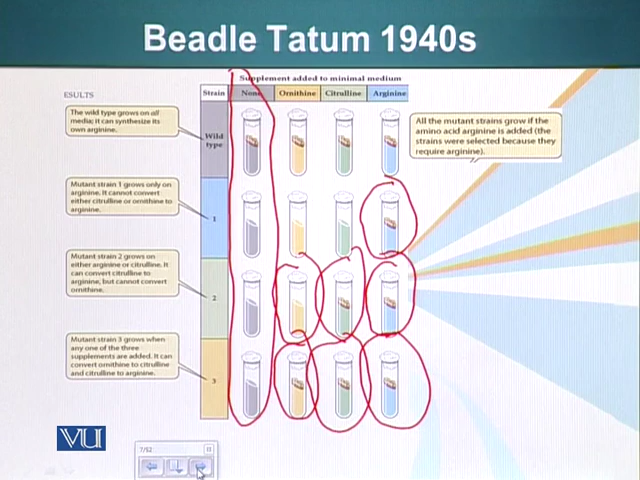 Beadle Tatum 1940s
Supplement added to minimal medium
ESULTS
Strain
None
Ornithine
Citrulline
Arginine
The wild type grows on all
media; it can synthesize its
own arginine.
Wild
type
All the mutant strains grow if the
amino acid arginine is added (the
strains were selected because they
require arginine).
Mutant strain 1 grows only on
arginine. It cannot convert
either citrulline or ornithine to
arginine.
1
Mutant strain 2 grows on
either arginine or citrulline. It
can convert citrulline to
arginine, but cannot convert
ornithine.
2
Mutant strain 3 grows when
any one of the three
supplements are added. It can
convert ornithine to citrulline
and citrulline to arginine.
3
VU
7/52